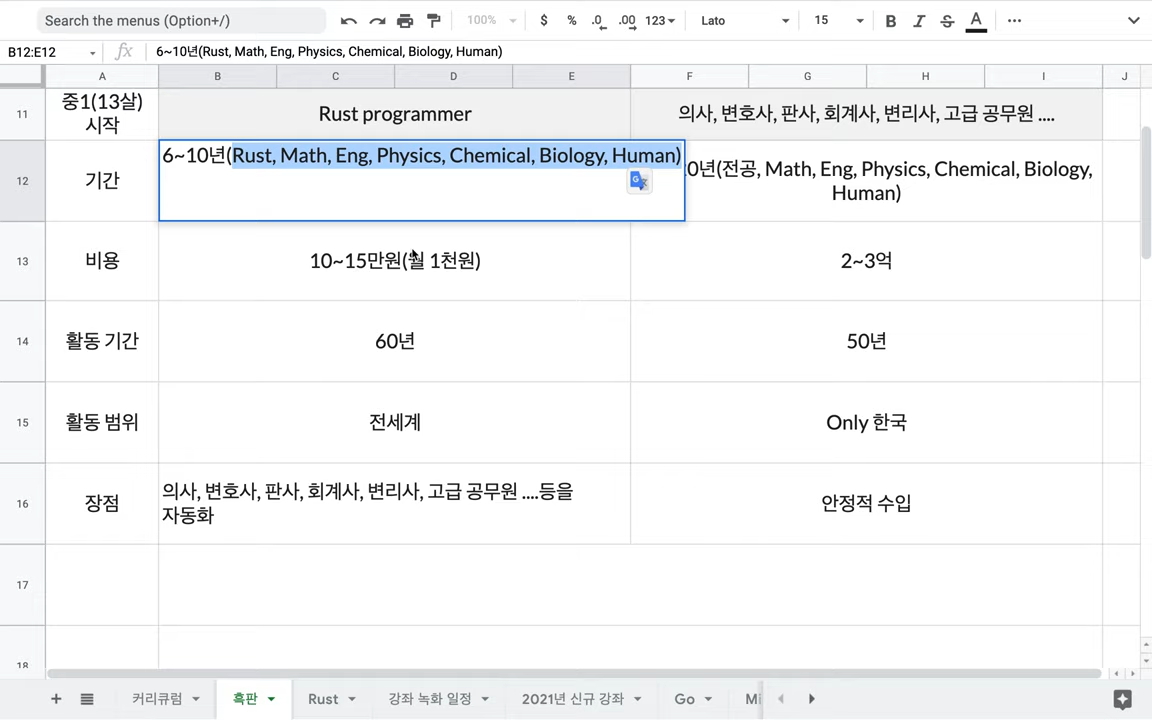 Search the menus (Option+/)
100%
$ % .0 .00 123
Lato
15
B I S A
B12:E12
fx
6~10년(Rust, Math, Eng, Physics, Chemical, Biology, Human)
A B C D E F G H I J
11
중1(13살)
시작
Rust programmer
의사, 변호사, 판사, 회계사, 변리사, 고급 공무원 ....
12
기간
6~10년(Rust, Math, Eng, Physics, Chemical, Biology, Human)
0년(전공, Math, Eng, Physics, Chemical, Biology,
Human)
13
비용
10~15만원(월 1천원)
2~3억
14
활동 기간
60년
50년
15
활동 범위
전세계
Only 한국
16
장점
의사, 변호사, 판사, 회계사, 변리사, 고급 공무원 ....등을
자동화
안정적 수입
17
18
커리큘럼
흑판
Rust
강좌 녹화 일정
2021년 신규 강좌
Go